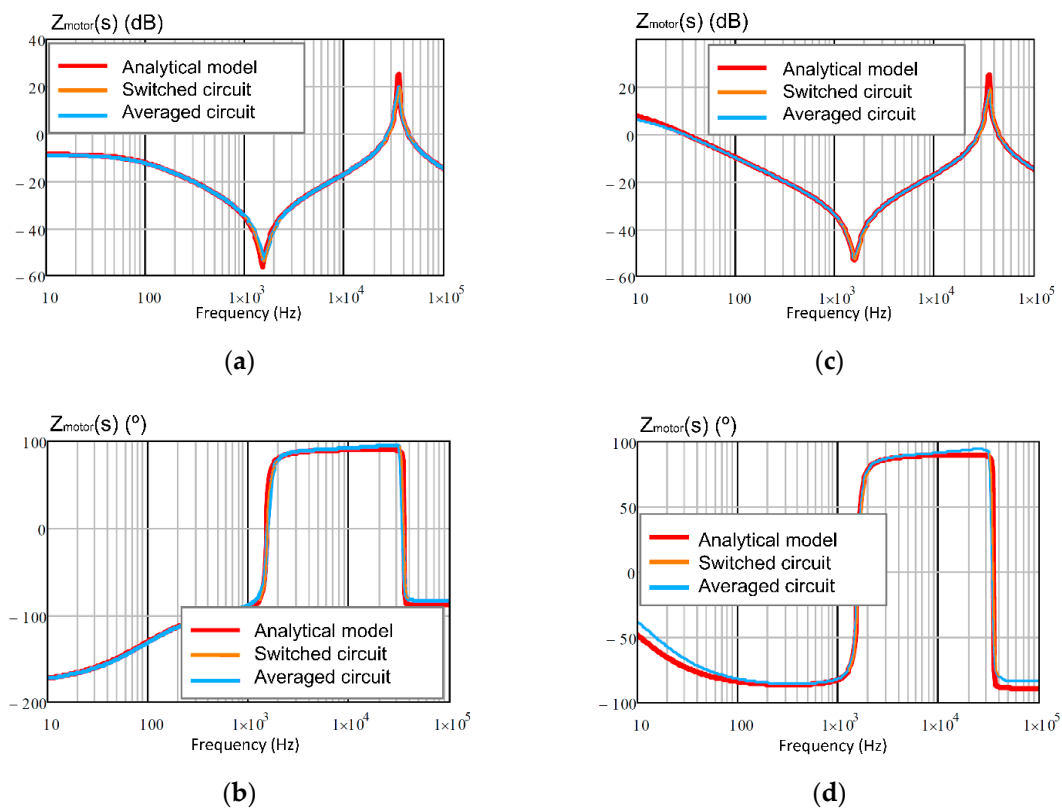 Zmotor(s) (dB)
40
20
0
− 20
− 40
− 60
Analytical model
Switched circuit
Averaged circuit
10
100
1×10³
1×10⁴
1×10⁵
Frequency (Hz)
(a)
Zmotor(s) (dB)
20
0
− 20
− 40
− 60
Analytical model
Switched circuit
Averaged circuit
10
100
1×10³
1×10⁴
1×10⁵
Frequency (Hz)
(c)
Zmotor(s) (º)
100
0
− 100
− 200
Analytical model
Switched circuit
Averaged circuit
10
100
1×10³
1×10⁴
1×10⁵
Frequency (Hz)
(b)
Zmotor(s) (º)
100
50
0
− 50
− 100
Analytical model
Switched circuit
Averaged circuit
10
100
1×10³
1×10⁴
1×10⁵
Frequency (Hz)
(d)